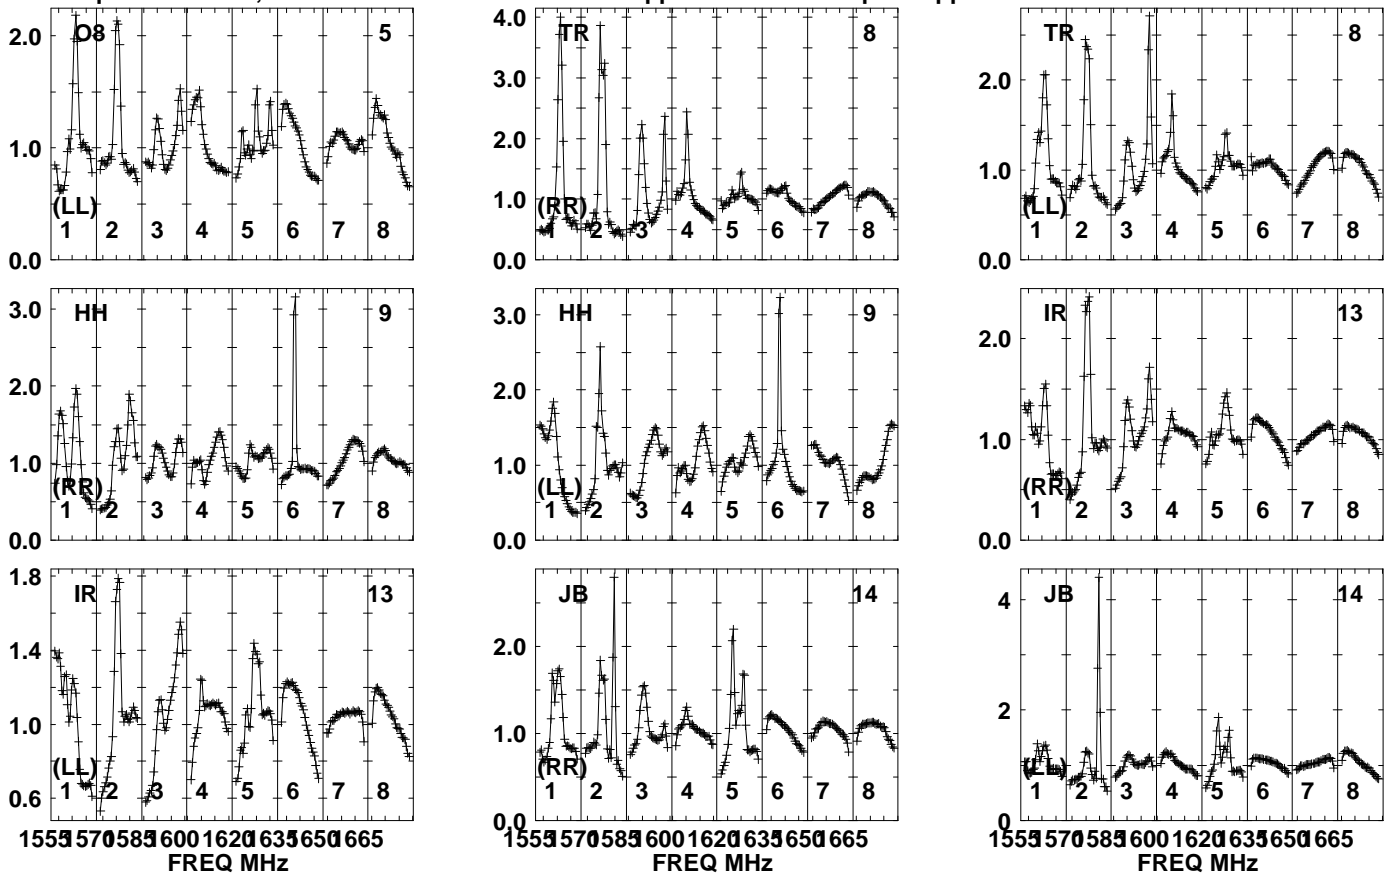 2.0 O8 5
1.0
(LL)
1 2 3 4 5 6 7 8
0.0
4.0 TR 8
3.0
2.0
1.0
(RR)
1 2 3 4 5 6 7 8
0.0
TR 8
2.0
1.0
(LL)
1 2 3 4 5 6 7 8
0.0
3.0 HH 9
2.0
1.0
(RR)
1 2 3 4 5 6 7 8
0.0
3.0 HH 9
2.0
1.0
(LL)
1 2 3 4 5 6 7 8
0.0
IR 13
2.0
1.0
(RR)
1 2 3 4 5 6 7 8
0.0
1.8 IR 13
1.4
1.0
(LL)
0.6 1 2 3 4 5 6 7 8
1555 1570 1585 1600 1620 1635 1650 1665
FREQ MHz
JB 14
2.0
1.0
(RR)
1 2 3 4 5 6 7 8
0.0
1555 1570 1585 1600 1620 1635 1650 1665
FREQ MHz
JB 14
4
2
(LL)
1 2 3 4 5 6 7 8
0
1555 1570 1585 1600 1620 1635 1650 1665
FREQ MHz